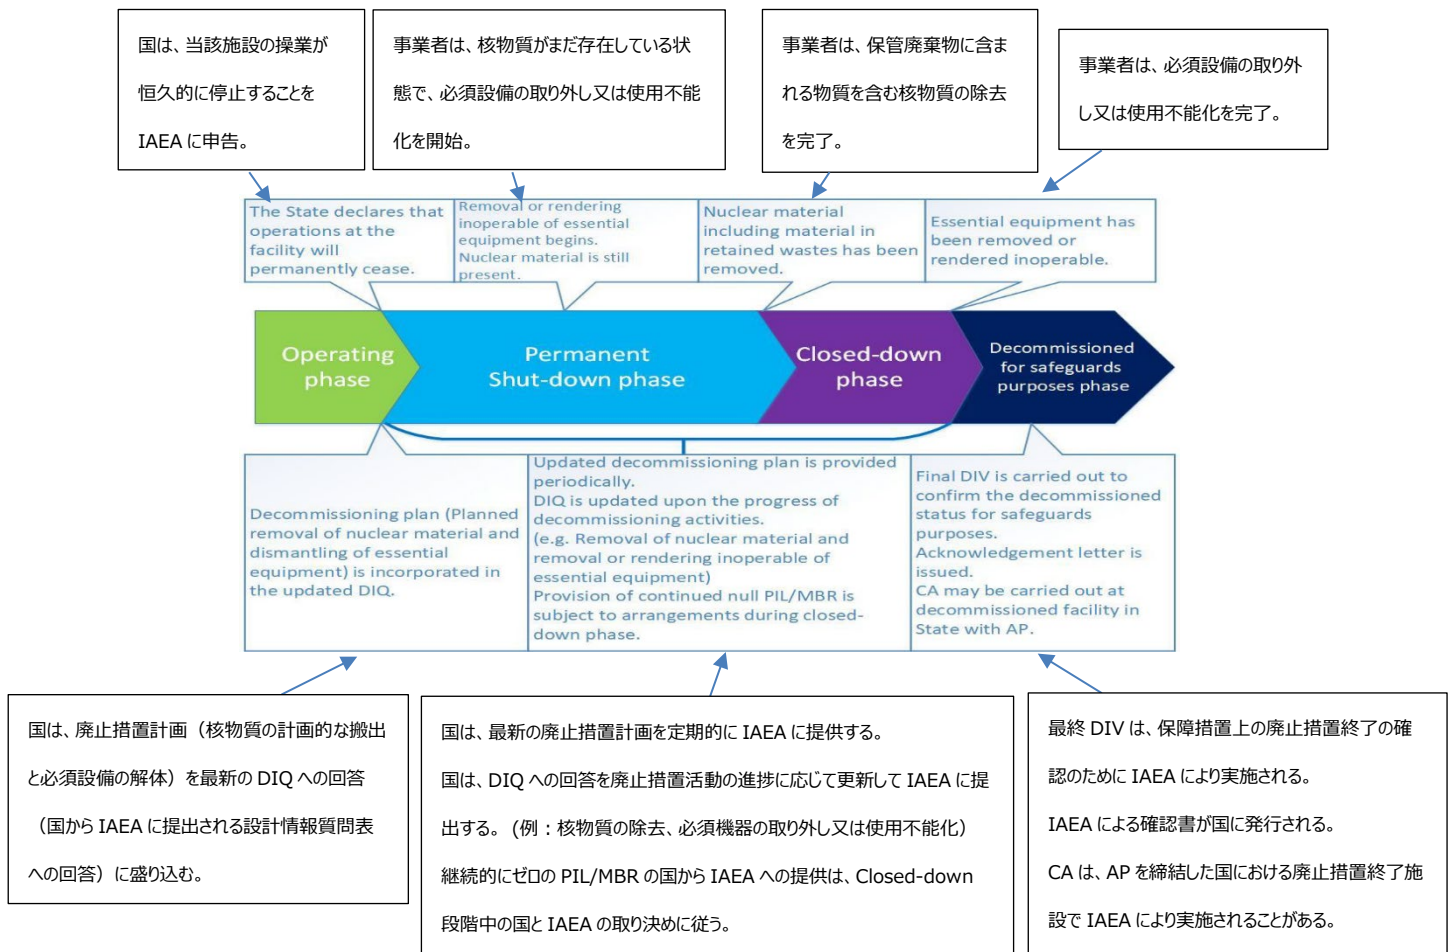 国は、当該施設の操業が
恒久的に停止することを
IAEA に申告。
事業者は、核物質がまだ存在している状
態で、必須設備の取り外し又は使用不能
化を開始。
事業者は、保管廃棄物に含ま
れる物質を含む核物質の除去
を完了。
事業者は、必須設備の取り外
し又は使用不能化を完了。
The State declares that
operations at the
facility will
permanently cease.
Removal or rendering
inoperable of essential
equipment begins.
Nuclear material is still
present.
Nuclear material
including material in
retained wastes has been
removed.
Essential equipment has
been removed or
rendered inoperable.
Operating
phase
Permanent
Shut-down phase
Closed-down
phase
Decommissioned
for safeguards
purposes phase
Decommissioning plan (Planned
removal of nuclear material and
dismantling of essential
equipment) is incorporated in
the updated DIQ.
Updated decommissioning plan is provided
periodically.
DIQ is updated upon the progress of
decommissioning activities.
(e.g. Removal of nuclear material and
removal or rendering inoperable of
essential equipment)
Provision of continued null PIL/MBR is
subject to arrangements during closed-
down phase.
Final DIV is carried out to
confirm the decommissioned
status for safeguards
purposes.
Acknowledgement letter is
issued.
CA may be carried out at
decommissioned facility in
State with AP.
国は、廃止措置計画（核物質の計画的な搬出
と必須設備の解体）を最新の DIQ への回答
（国から IAEA に提出される設計情報質問表
への回答）に盛り込む。
国は、最新の廃止措置計画を定期的に IAEA に提供する。
国は、DIQ への回答を廃止措置活動の進捗に応じて更新して IAEA に提
出する。（例：核物質の除去、必須機器の取り外し又は使用不能化）
継続的にゼロの PIL/MBR の国から IAEA への提供は、Closed-down
段階中の国と IAEA の取り決めに従う。
最終 DIV は、保障措置上の廃止措置終了の確
認のために IAEA により実施される。
IAEA による確認書が国に発行される。
CA は、AP を締結した国における廃止措置終了施
設で IAEA により実施されることがある。